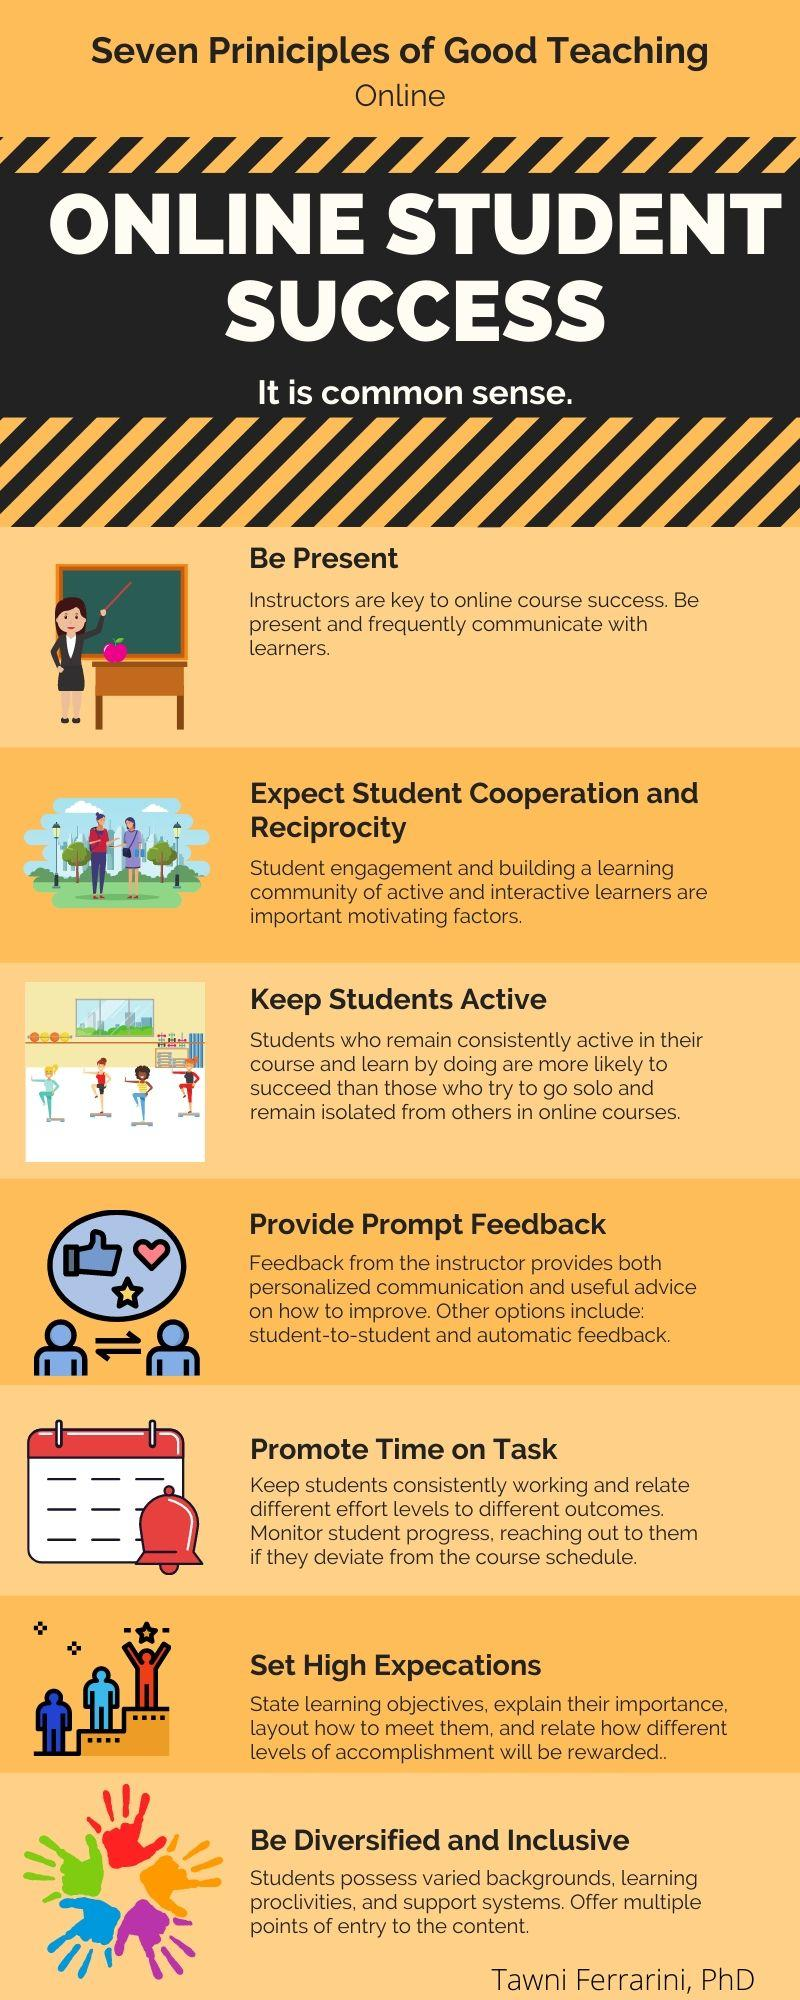 Seven Priniciples of Good Teaching
Online
ONLINE STUDENT
SUCCESS
It is common sense.
Be Present
Instructors are key to online course success. Be
present and frequently communicate with
learners.
Expect Student Cooperation and
Reciprocity
Student engagement and building a learning
community of active and interactive learners are
important motivating factors.
Keep Students Active
Students who remain consistently active in their
course and learn by doing are more likely to
succeed than those who try to go solo and
remain isolated from others in online courses.
Provide Prompt Feedback
Feedback from the instructor provides both
personalized communication and useful advice
on how to improve. Other options include:
student-to-student and automatic feedback.
Promote Time on Task
Keep students consistently working and relate
different effort levels to different outcomes.
Monitor student progress, reaching out to them
if they deviate from the course schedule.
Set High Expecations
State learning objectives, explain their importance,
layout how to meet them, and relate how different
levels of accomplishment will be rewarded..
Be Diversified and Inclusive
Students possess varied backgrounds, learning
proclivities, and support systems. Offer multiple
points of entry to the content.
Tawni Ferrarini, PhD